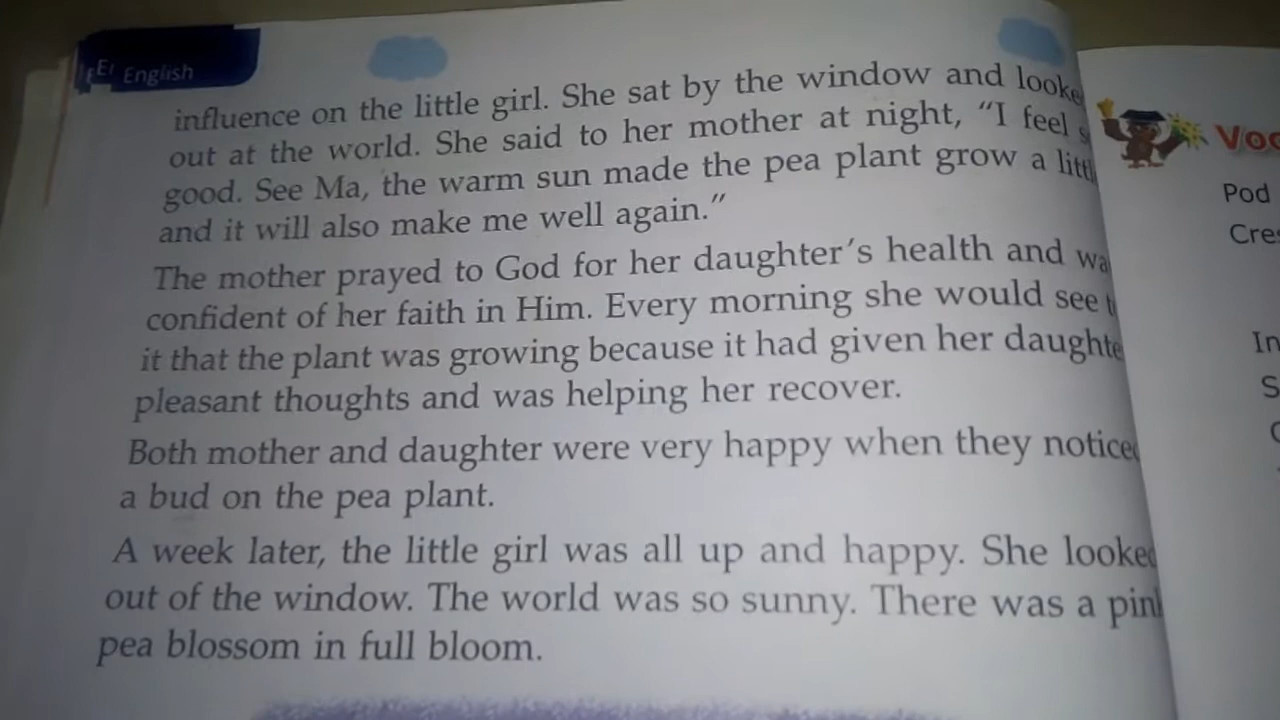 English
influence on the little girl. She sat by the window and looke
out at the world. She said to her mother at night, "I feel s
good. See Ma, the warm sun made the pea plant grow a littl
and it will also make me well again."
The mother prayed to God for her daughter's health and wa
confident of her faith in Him. Every morning she would see t
it that the plant was growing because it had given her daughte
pleasant thoughts and was helping her recover.
Both mother and daughter were very happy when they noticed
a bud on the pea plant.
A week later, the little girl was all up and happy. She looked
out of the window. The world was so sunny. There was a pink
pea blossom in full bloom.
Voc
Pod
Cres
In
S